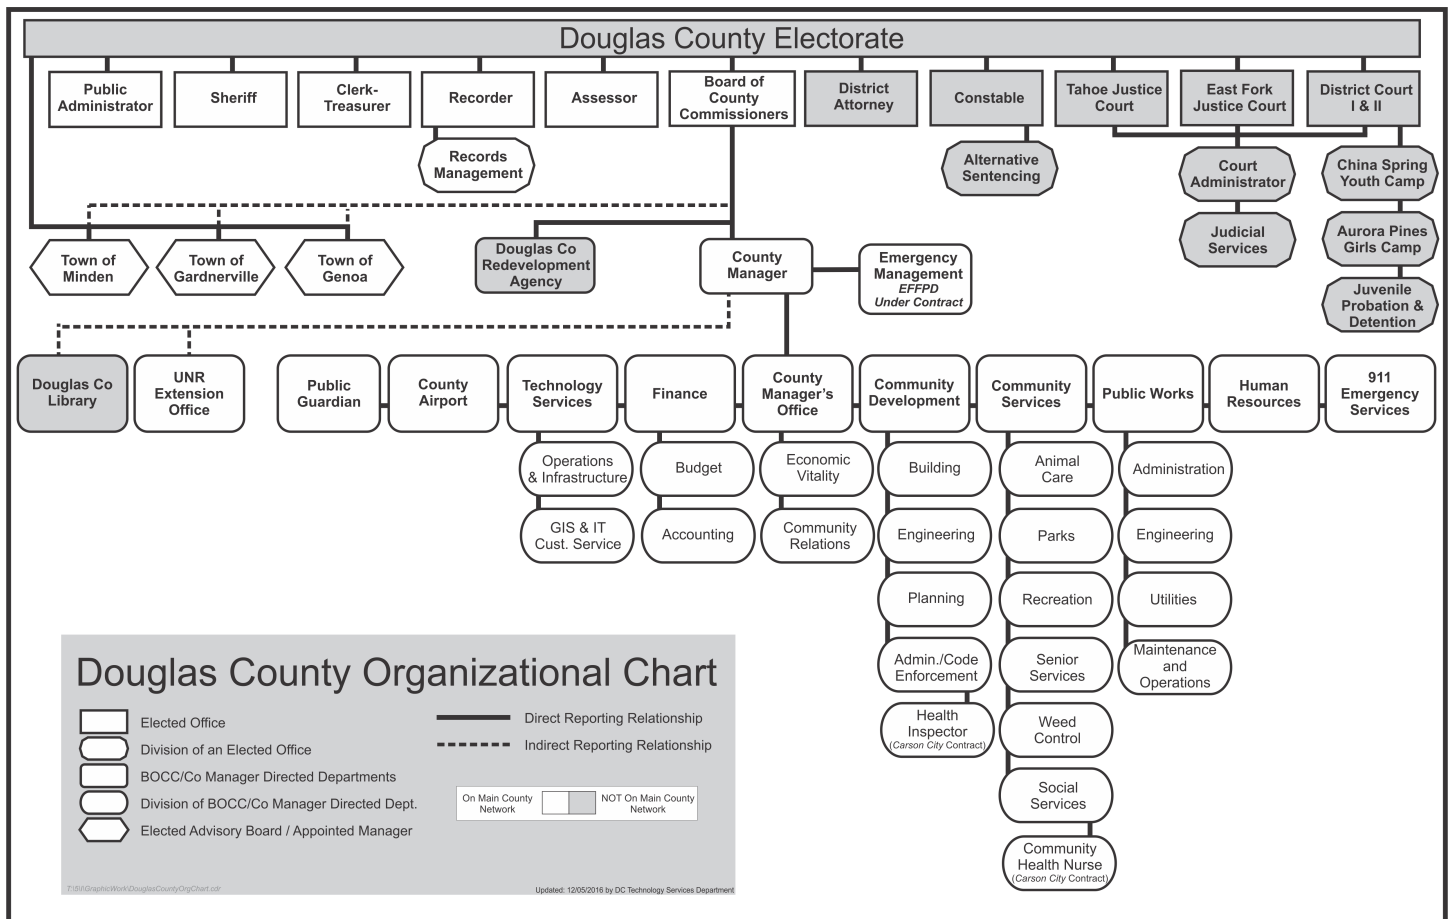 Douglas County Electorate
Public
Administrator
Sheriff
Clerk-
Treasurer
Recorder
Assessor
Board of
County
Commissioners
District
Attorney
Constable
Tahoe Justice
Court
East Fork
Justice Court
District Court
I & II
Records
Management
Alternative
Sentencing
Court
Administrator
China Spring
Youth Camp
Judicial
Services
Aurora Pines
Girls Camp
Juvenile
Probation &
Detention
Town of
Minden
Town of
Gardnerville
Town of
Genoa
Douglas Co
Redevelopment
Agency
County
Manager
Emergency
Management
EFFPD
Under Contract
Douglas Co
Library
UNR
Extension
Office
Public
Guardian
County
Airport
Technology
Services
Finance
County
Manager's
Office
Community
Development
Community
Services
Public Works
Human
Resources
911
Emergency
Services
Operations
& Infrastructure
GIS & IT
Cust. Service
Budget
Accounting
Economic
Vitality
Community
Relations
Building
Engineering
Planning
Admin./Code
Enforcement
Health
Inspector
(Carson City Contract)
Animal
Care
Parks
Recreation
Senior
Services
Weed
Control
Social
Services
Community
Health Nurse
(Carson City Contract)
Administration
Engineering
Utilities
Maintenance
and
Operations
Douglas County Organizational Chart
Elected Office
Division of an Elected Office
BOCC/Co Manager Directed Departments
Division of BOCC/Co Manager Directed Dept.
Elected Advisory Board / Appointed Manager
Direct Reporting Relationship
Indirect Reporting Relationship
On Main County
Network
NOT On Main County
Network
Updated: 12/05/2016 by DC Technology Services Department